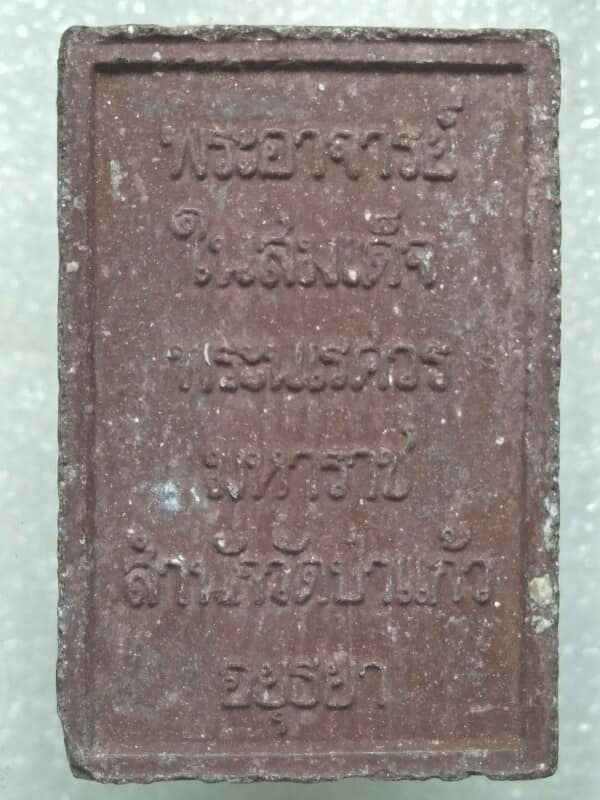 พระอาจารย์
ในสมเด็จ
พระนเรศวร
มหาราช
สำนักวัดป่าแก้ว
อยุธยา